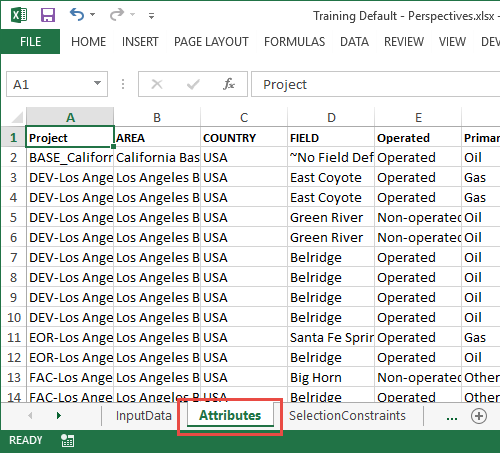 Training Default - Perspectives.xlsx -
FILE HOME INSERT PAGE LAYOUT FORMULAS DATA REVIEW VIEW DEV
A1 fx Project
A B C D E
1 Project AREA COUNTRY FIELD Operated Primar
2 BASE_Californ California Bas USA ~No Field Def Operated Oil
3 DEV-Los Ange Los Angeles B USA East Coyote Operated Gas
4 DEV-Los Ange Los Angeles B USA East Coyote Operated Gas
5 DEV-Los Ange Los Angeles B USA Green River Non-operated Oil
6 DEV-Los Ange Los Angeles B USA Green River Non-operated Oil
7 DEV-Los Ange Los Angeles B USA Belridge Operated Oil
8 DEV-Los Ange Los Angeles B USA Belridge Operated Oil
9 DEV-Los Ange Los Angeles B USA Belridge Operated Oil
10 DEV-Los Ange Los Angeles B USA Belridge Operated Oil
11 EOR-Los Ange Los Angeles B USA Santa Fe Sprin Operated Gas
12 EOR-Los Ange Los Angeles B USA Belridge Operated Oil
13 FAC-Los Ange Los Angeles B USA Big Horn Non-operated Other
14 FAC-Los Ange Los Angeles B USA Belridge Operated Other
InputData Attributes SelectionConstraints ...
READY